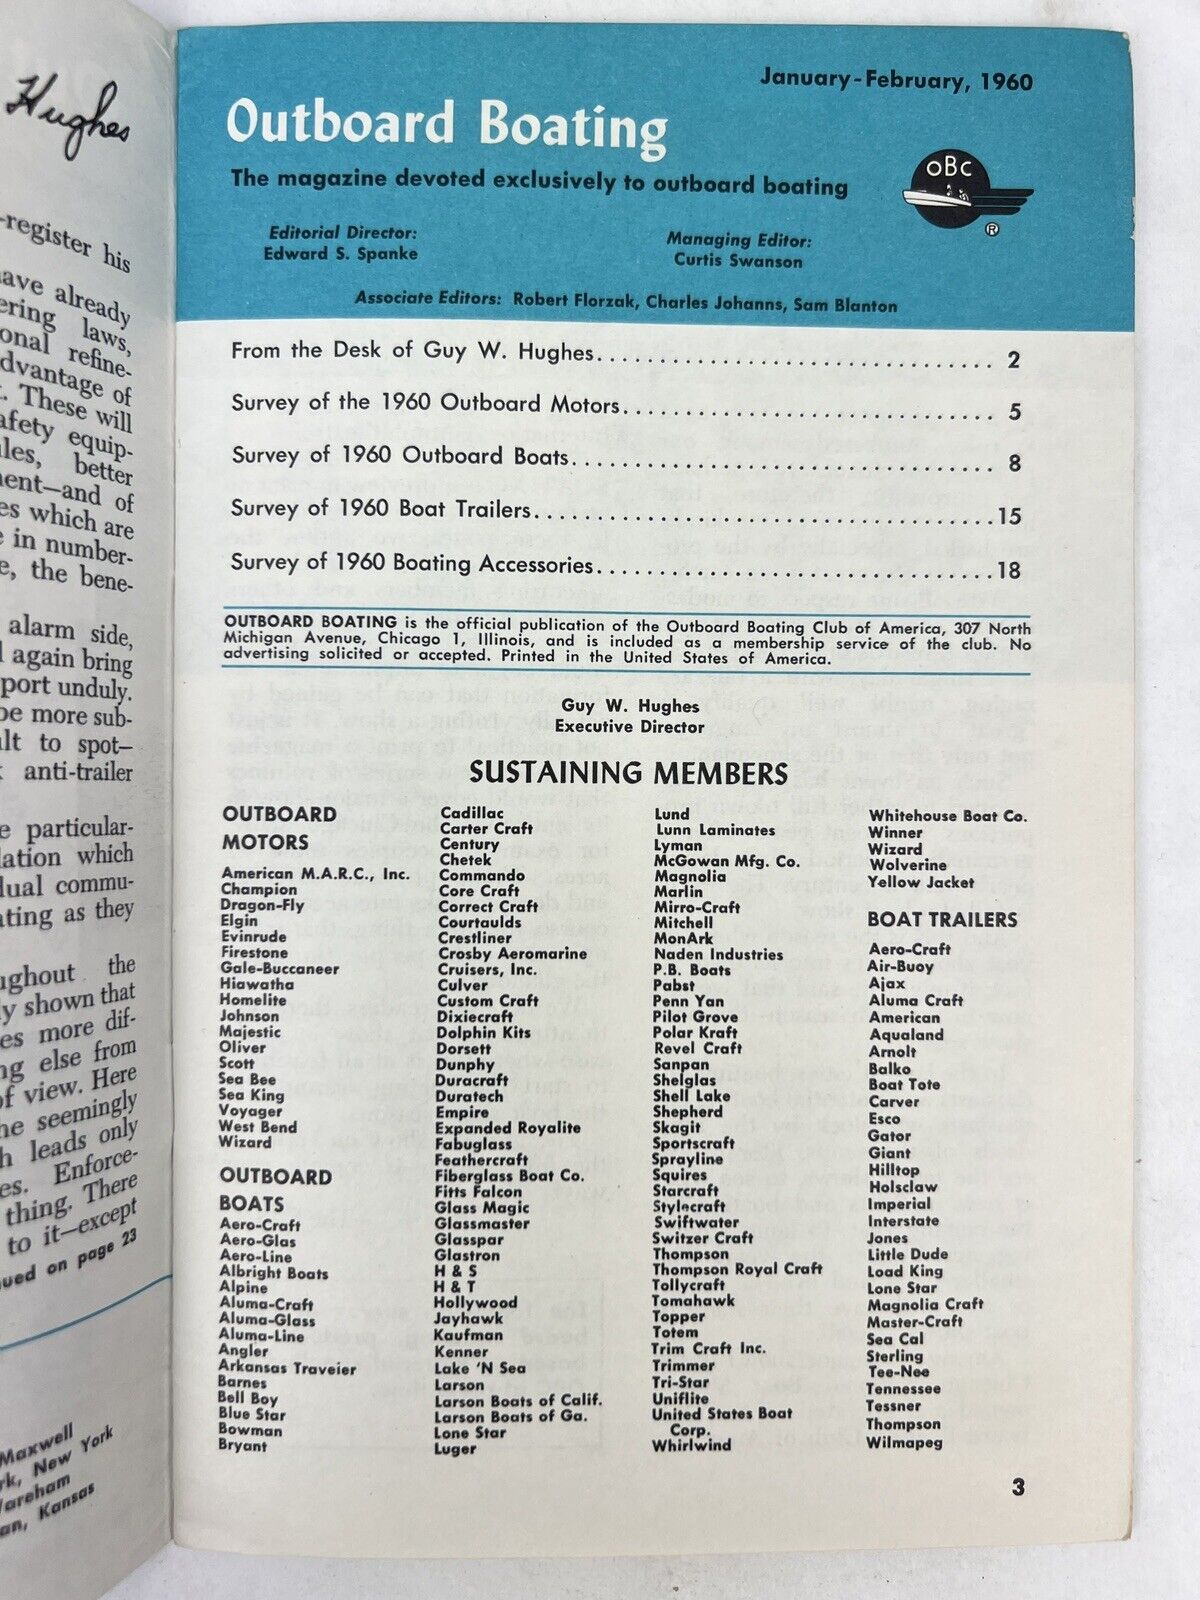 Hughes
-register his
have already
ering laws,
onal refine-
dvantage of
. These will
afety equip-
ules, better
ment—and of
es which are
e in number-
e, the bene-
alarm side,
l again bring
port unduly.
be more sub-
ult to spot—
anti-trailer
e particular-
lation which
dual commu-
ating as they
ughout the
ly shown that
es more dif-
ng else from
of view. Here
he seemingly
h leads only
es. Enforce-
thing. There
to it—except
ued on page 23
Maxwell
rk, New York
Wareham
an, Kansas
January-February, 1960
Outboard Boating
The magazine devoted exclusively to outboard boating
OBC
®
Editorial Director:
Edward S. Spanke
Managing Editor:
Curtis Swanson
Associate Editors: Robert Florzak, Charles Johanns, Sam Blanton
From the Desk of Guy W. Hughes.............................. 2
Survey of the 1960 Outboard Motors............................ 5
Survey of 1960 Outboard Boats................................ 8
Survey of 1960 Boat Trailers...................................15
Survey of 1960 Boating Accessories..............................18
OUTBOARD BOATING is the official publication of the Outboard Boating Club of America, 307 North
Michigan Avenue, Chicago 1, Illinois, and is included as a membership service of the club. No
advertising solicited or accepted. Printed in the United States of America.
Guy W. Hughes
Executive Director
SUSTAINING MEMBERS
OUTBOARD
MOTORS
American M.A.R.C., Inc.
Champion
Dragon-Fly
Elgin
Evinrude
Firestone
Gale-Buccaneer
Hiawatha
Homelite
Johnson
Majestic
Oliver
Scott
Sea Bee
Sea King
Voyager
West Bend
Wizard
OUTBOARD
BOATS
Aero-Craft
Aero-Glas
Aero-Line
Albright Boats
Alpine
Aluma-Craft
Aluma-Glass
Aluma-Line
Angler
Arkansas Traveier
Barnes
Bell Boy
Blue Star
Bowman
Bryant
Cadillac
Carter Craft
Century
Chetek
Commando
Core Craft
Correct Craft
Courtaulds
Crestliner
Crosby Aeromarine
Cruisers, Inc.
Culver
Custom Craft
Dixiecraft
Dolphin Kits
Dorsett
Dunphy
Duracraft
Duratech
Empire
Expanded Royalite
Fabuglass
Feathercraft
Fiberglass Boat Co.
Fitts Falcon
Glass Magic
Glassmaster
Glasspar
Glastron
H & S
H & T
Hollywood
Jayhawk
Kaufman
Kenner
Lake 'N Sea
Larson
Larson Boats of Calif.
Larson Boats of Ga.
Lone Star
Luger
Lund
Lunn Laminates
Lyman
McGowan Mfg. Co.
Magnolia
Marlin
Mirro-Craft
Mitchell
MonArk
Naden Industries
P.B. Boats
Pabst
Penn Yan
Pilot Grove
Polar Kraft
Revel Craft
Sanpan
Shelglas
Shell Lake
Shepherd
Skagit
Sportscraft
Sprayline
Squires
Starcraft
Stylecraft
Swiftwater
Switzer Craft
Thompson
Thompson Royal Craft
Tollycraft
Tomahawk
Topper
Totem
Trim Craft Inc.
Trimmer
Tri-Star
Uniflite
United States Boat
Corp.
Whirlwind
Whitehouse Boat Co.
Winner
Wizard
Wolverine
Yellow Jacket
BOAT TRAILERS
Aero-Craft
Air-Buoy
Ajax
Aluma Craft
American
Aqualand
Arnolt
Balko
Boat Tote
Carver
Esco
Gator
Giant
Hilltop
Holsclaw
Imperial
Interstate
Jones
Little Dude
Load King
Lone Star
Magnolia Craft
Master-Craft
Sea Cal
Sterling
Tee-Nee
Tennessee
Tessner
Thompson
Wilmapeg
3